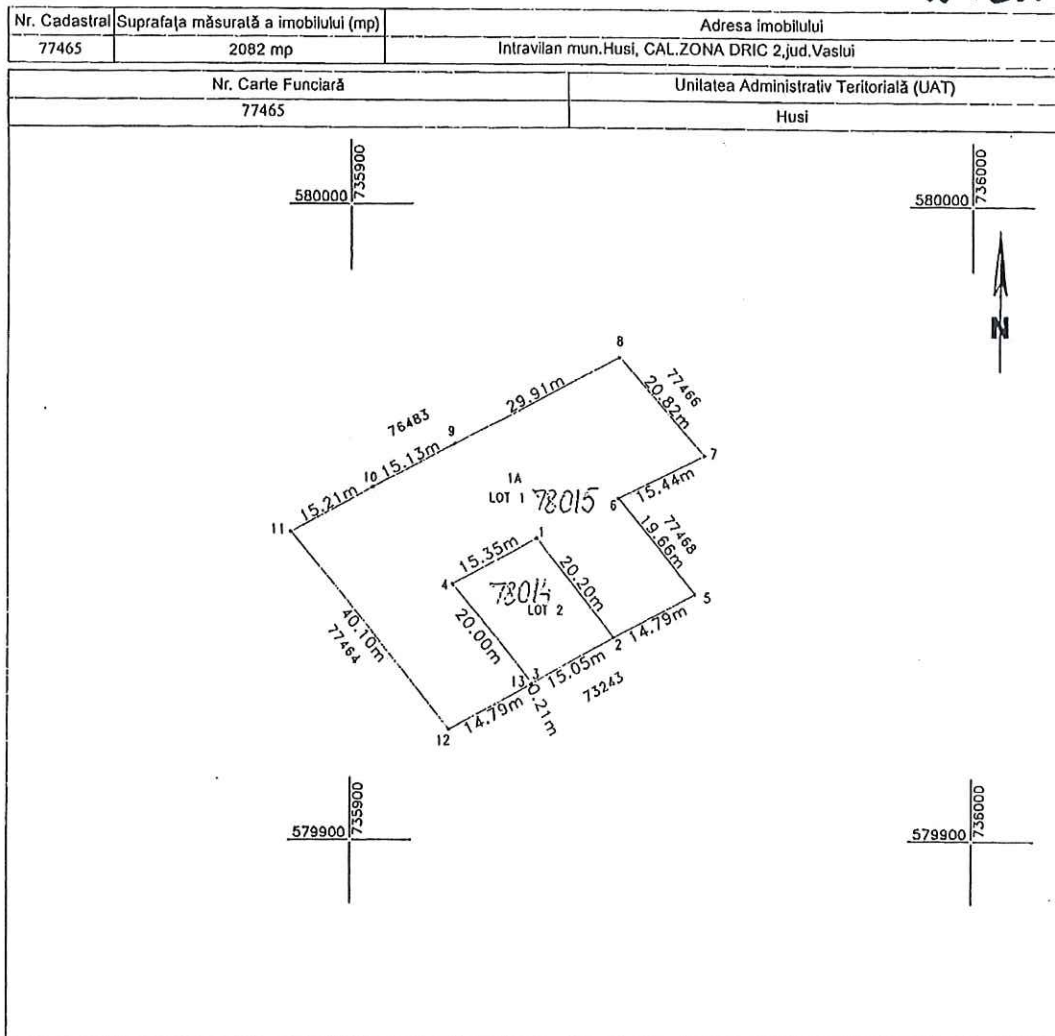 Nr. Cadastral Suprafaţa măsurată a imobilului (mp) Adresa imobilului
77465 2082 mp Intravilan mun.Husi, CAL.ZONA DRIC 2,jud.Vaslui
Nr. Carte Funciară Unitatea Administrativ Teritorială (UAT)
77465 Husi
580000 735900
580000 736000
N
8
77466
20.82m
29.91m
76483
9
15.13m
10
15.21m
11
7
15.44m
6
1A
LOT 1 78015
77468
19.66m
1
15.35m
4
20.20m
78014
LOT 2
20.00m
5
14.79m
2
15.05m
73243
13 3
0.21m
14.79m
12
40.10m
77464
579900 735900
579900 736000